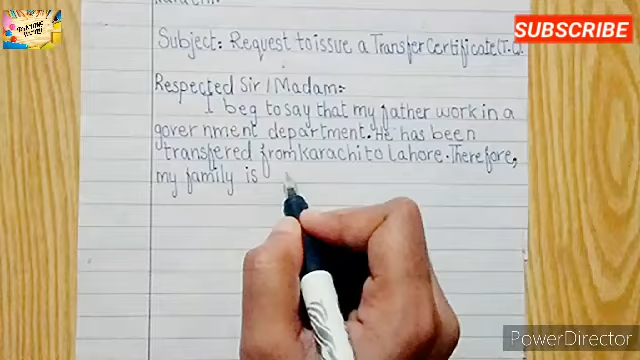 SUBSCRIBE
Subject: Request to issue a Transfer Certificate (T.C).
Respected Sir / Madam:-
I beg to say that my father work in a
government department. He has been
transfered from Karachi to Lahore. Therefore,
my family is
PowerDirector